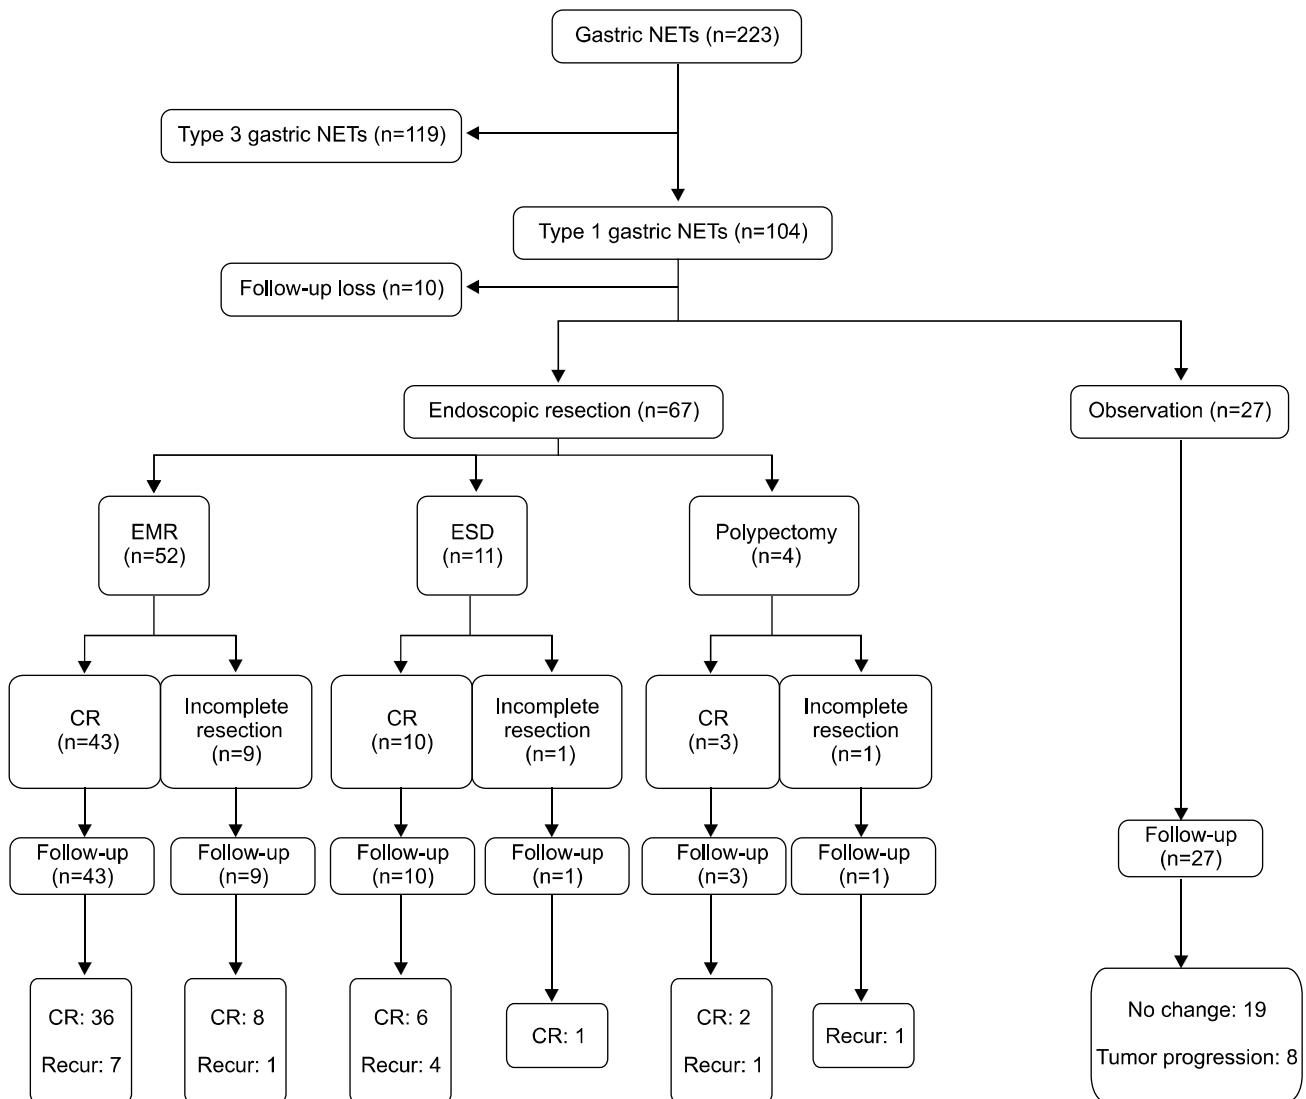 Gastric NETs (n=223)
Type 3 gastric NETs (n=119)
Type 1 gastric NETs (n=104)
Follow-up loss (n=10)
Endoscopic resection (n=67)
Observation (n=27)
EMR
(n=52)
ESD
(n=11)
Polypectomy
(n=4)
CR
(n=43)
Incomplete
resection
(n=9)
CR
(n=10)
Incomplete
resection
(n=1)
CR
(n=3)
Incomplete
resection
(n=1)
Follow-up
(n=43)
Follow-up
(n=9)
Follow-up
(n=10)
Follow-up
(n=1)
Follow-up
(n=3)
Follow-up
(n=1)
Follow-up
(n=27)
CR: 36
Recur: 7
CR: 8
Recur: 1
CR: 6
Recur: 4
CR: 1
CR: 2
Recur: 1
Recur: 1
No change: 19
Tumor progression: 8